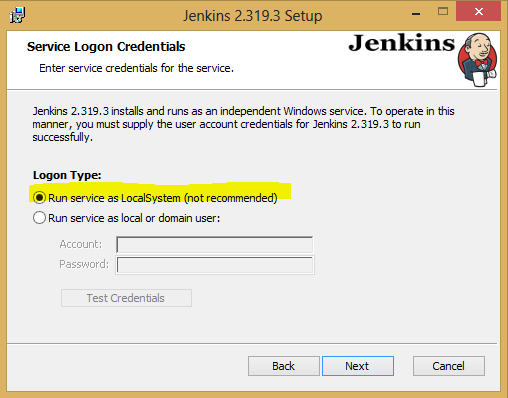 Jenkins 2.319.3 Setup
Service Logon Credentials
Enter service credentials for the service.
Jenkins
Jenkins 2.319.3 installs and runs as an independent Windows service. To operate in this
manner, you must supply the user account credentials for Jenkins 2.319.3 to run
successfully.
Logon Type:
Run service as LocalSystem (not recommended)
Run service as local or domain user:
Account:
Password:
Test Credentials
Back
Next
Cancel